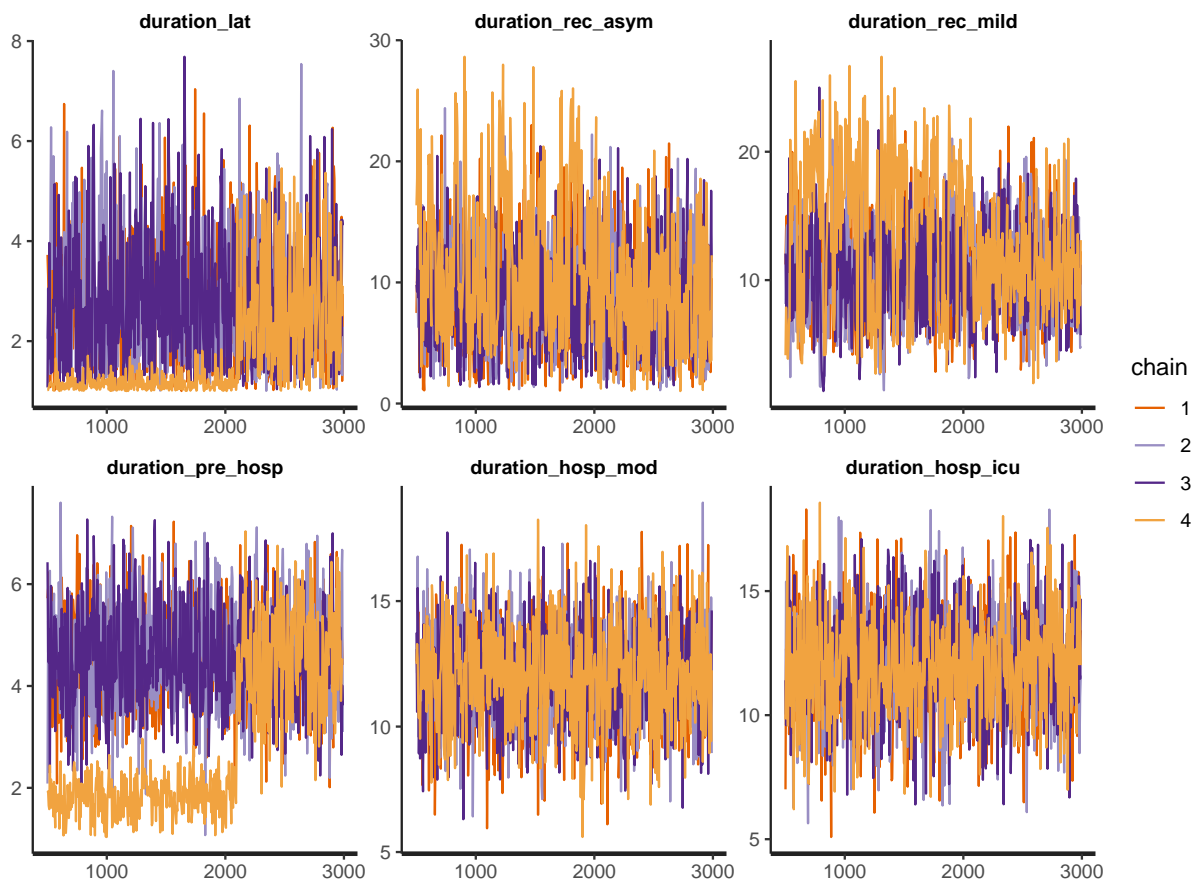 duration_lat
duration_rec_asym
duration_rec_mild
8
6
4
2
1000 2000 3000
30
20
10
0
1000 2000 3000
20
10
1000 2000 3000
duration_pre_hosp
duration_hosp_mod
duration_hosp_icu
6
4
2
1000 2000 3000
15
10
5
1000 2000 3000
15
10
5
1000 2000 3000
chain
1
2
3
4